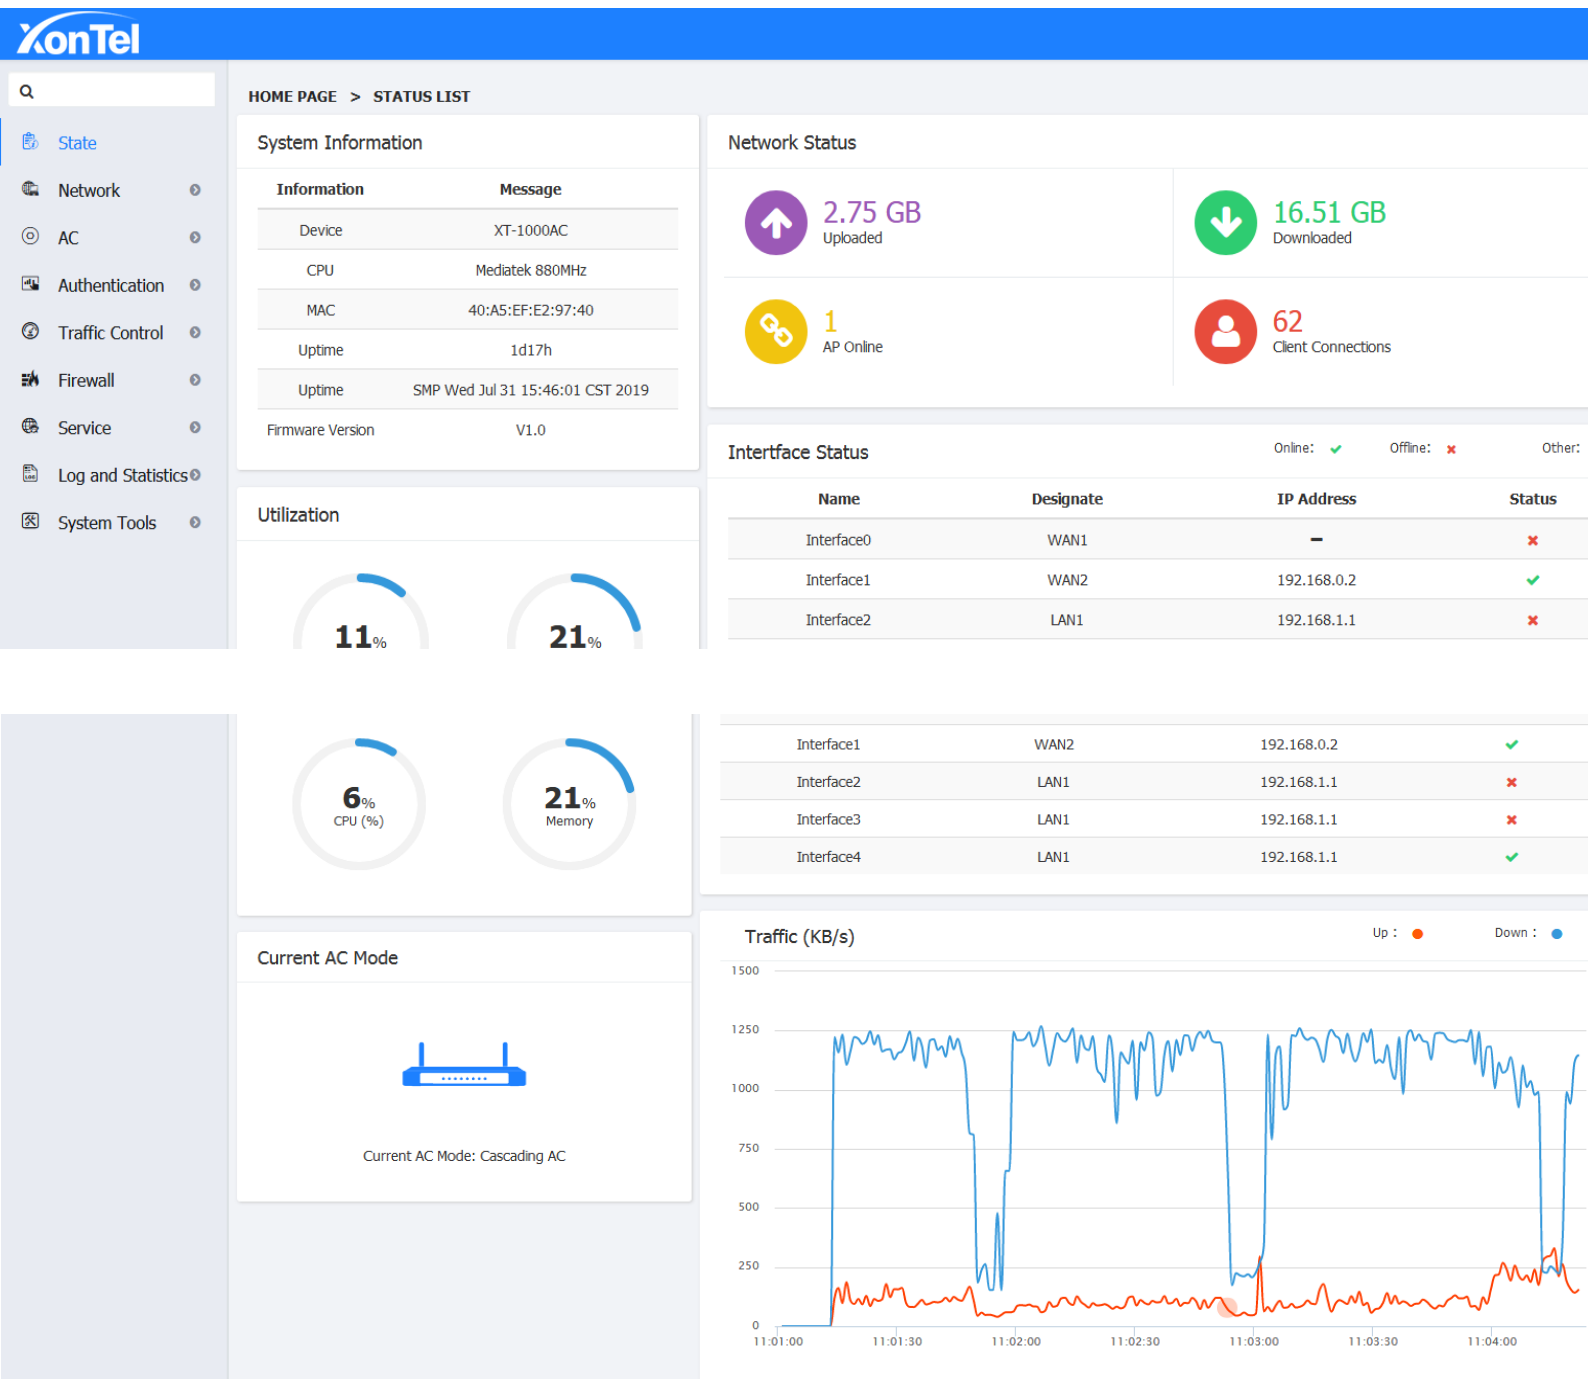 XonTel
HOME PAGE > STATUS LIST
State
Network
AC
Authentication
Traffic Control
Firewall
Service
Log and Statistics
System Tools
System Information
Information Message
Device XT-1000AC
CPU Mediatek 880MHz
MAC 40:A5:EF:E2:97:40
Uptime 1d17h
Uptime SMP Wed Jul 31 15:46:01 CST 2019
Firmware Version V1.0
Utilization
11% 21%
Network Status
2.75 GB
Uploaded
16.51 GB
Downloaded
1
AP Online
62
Client Connections
Intertface Status Online: Offline: Other:
Name Designate IP Address Status
Interface0 WAN1 –
Interface1 WAN2 192.168.0.2
Interface2 LAN1 192.168.1.1
6%
CPU (%)
21%
Memory
Current AC Mode
Current AC Mode: Cascading AC
Interface1 WAN2 192.168.0.2
Interface2 LAN1 192.168.1.1
Interface3 LAN1 192.168.1.1
Interface4 LAN1 192.168.1.1
Traffic (KB/s) Up : Down :
1500
1250
1000
750
500
250
0
11:01:00 11:01:30 11:02:00 11:02:30 11:03:00 11:03:30 11:04:00